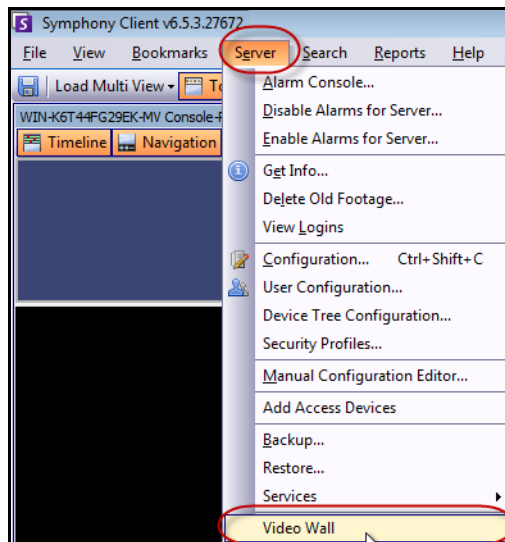 Symphony Client v6.5.3.27672
File View Bookmarks Server Search Reports Help
Load Multi View
WIN-K6T44FG29EK-MV Console-
Timeline Navigation
Alarm Console...
Disable Alarms for Server...
Enable Alarms for Server...
Get Info...
Delete Old Footage...
View Logins
Configuration... Ctrl+Shift+C
User Configuration...
Device Tree Configuration...
Security Profiles...
Manual Configuration Editor...
Add Access Devices
Backup...
Restore...
Services
Video Wall